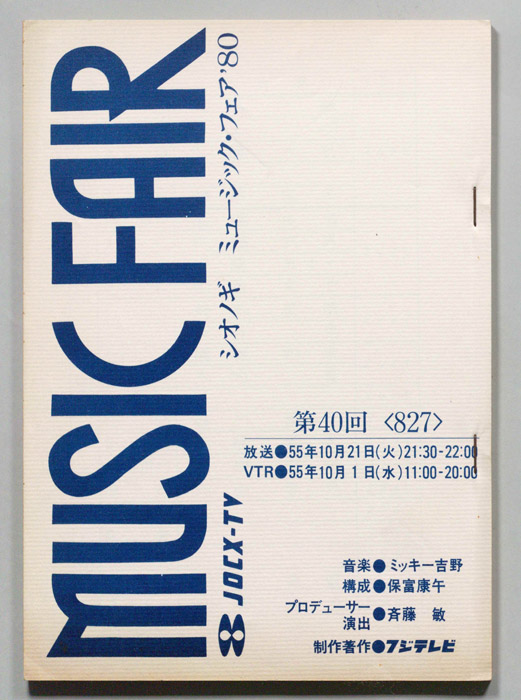 MUSIC FAIR
シオノギ ミュージック・フェア'80
8 JOCX-TV
第40回 〈827〉
放送●55年10月21日(火)21:30-22:00
VTR●55年10月 1日(水)11:00-20:00
音楽●ミッキー吉野
構成●保富康午
プロデューサー
演出●斉藤 敏
制作著作●フジテレビ